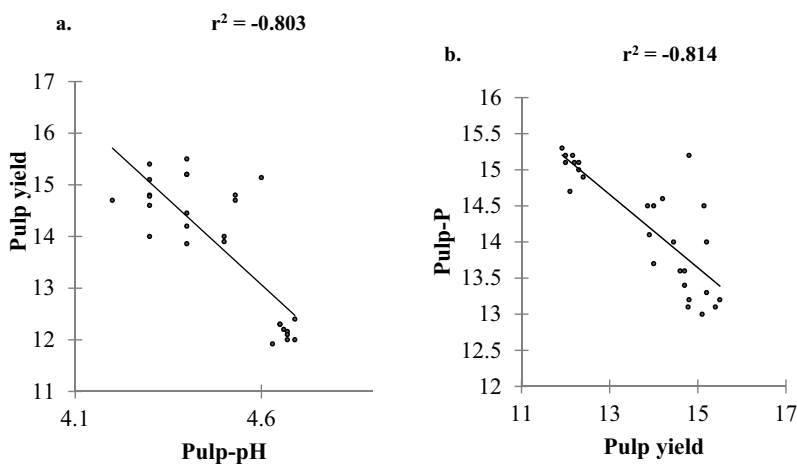 a.
r² = -0.803
17
16
15
14
13
12
11
Pulp yield
4.1
4.6
Pulp-pH
b.
r² = -0.814
16
15.5
15
14.5
14
13.5
13
12.5
12
Pulp-P
11
13
15
17
Pulp yield